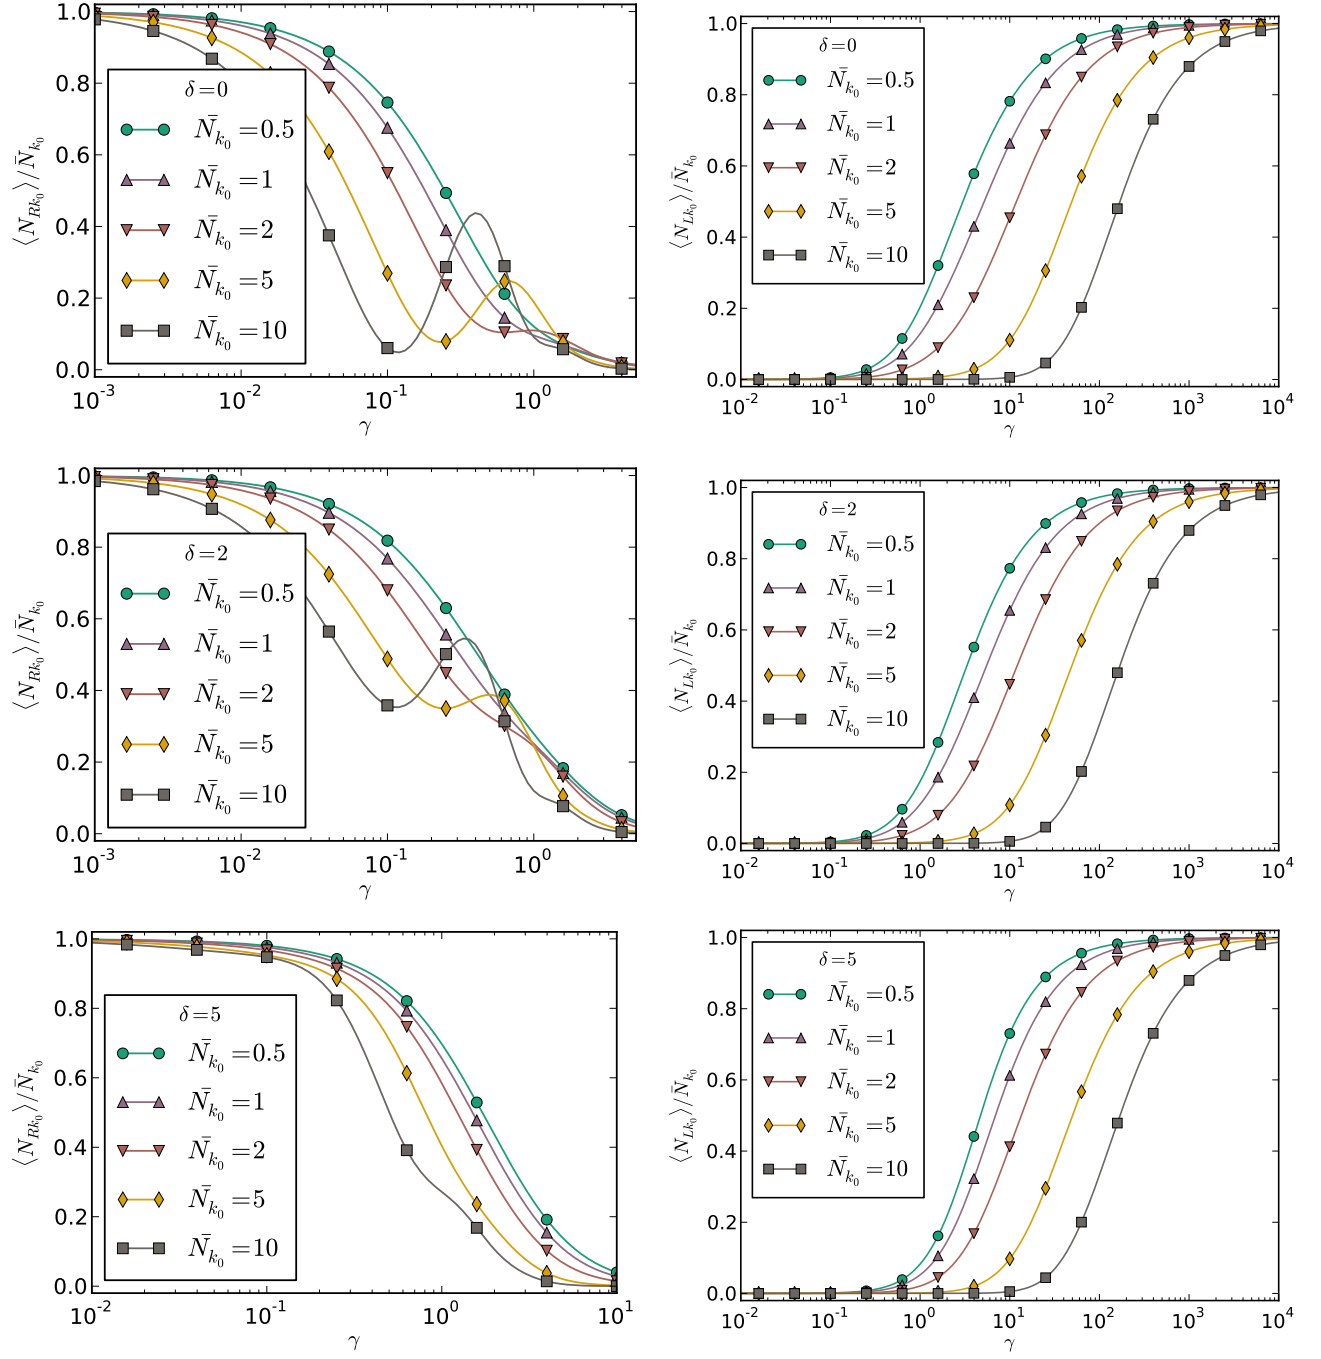 ⟨N_{Rk_0}⟩/N̄_{k_0}
1.0
0.8
0.6
0.4
0.2
0.0
δ=0
N̄_{k_0}=0.5
N̄_{k_0}=1
N̄_{k_0}=2
N̄_{k_0}=5
N̄_{k_0}=10
10^{-3} 10^{-2} 10^{-1} 10^{0}
γ
⟨N_{Lk_0}⟩/N̄_{k_0}
1.0
0.8
0.6
0.4
0.2
0.0
δ=0
N̄_{k_0}=0.5
N̄_{k_0}=1
N̄_{k_0}=2
N̄_{k_0}=5
N̄_{k_0}=10
10^{-2} 10^{-1} 10^{0} 10^{1} 10^{2} 10^{3} 10^{4}
γ
⟨N_{Rk_0}⟩/N̄_{k_0}
1.0
0.8
0.6
0.4
0.2
0.0
δ=2
N̄_{k_0}=0.5
N̄_{k_0}=1
N̄_{k_0}=2
N̄_{k_0}=5
N̄_{k_0}=10
10^{-3} 10^{-2} 10^{-1} 10^{0}
γ
⟨N_{Lk_0}⟩/N̄_{k_0}
1.0
0.8
0.6
0.4
0.2
0.0
δ=2
N̄_{k_0}=0.5
N̄_{k_0}=1
N̄_{k_0}=2
N̄_{k_0}=5
N̄_{k_0}=10
10^{-2} 10^{-1} 10^{0} 10^{1} 10^{2} 10^{3} 10^{4}
γ
⟨N_{Rk_0}⟩/N̄_{k_0}
1.0
0.8
0.6
0.4
0.2
0.0
δ=5
N̄_{k_0}=0.5
N̄_{k_0}=1
N̄_{k_0}=2
N̄_{k_0}=5
N̄_{k_0}=10
10^{-2} 10^{-1} 10^{0} 10^{1}
γ
⟨N_{Lk_0}⟩/N̄_{k_0}
1.0
0.8
0.6
0.4
0.2
0.0
δ=5
N̄_{k_0}=0.5
N̄_{k_0}=1
N̄_{k_0}=2
N̄_{k_0}=5
N̄_{k_0}=10
10^{-2} 10^{-1} 10^{0} 10^{1} 10^{2} 10^{3} 10^{4}
γ